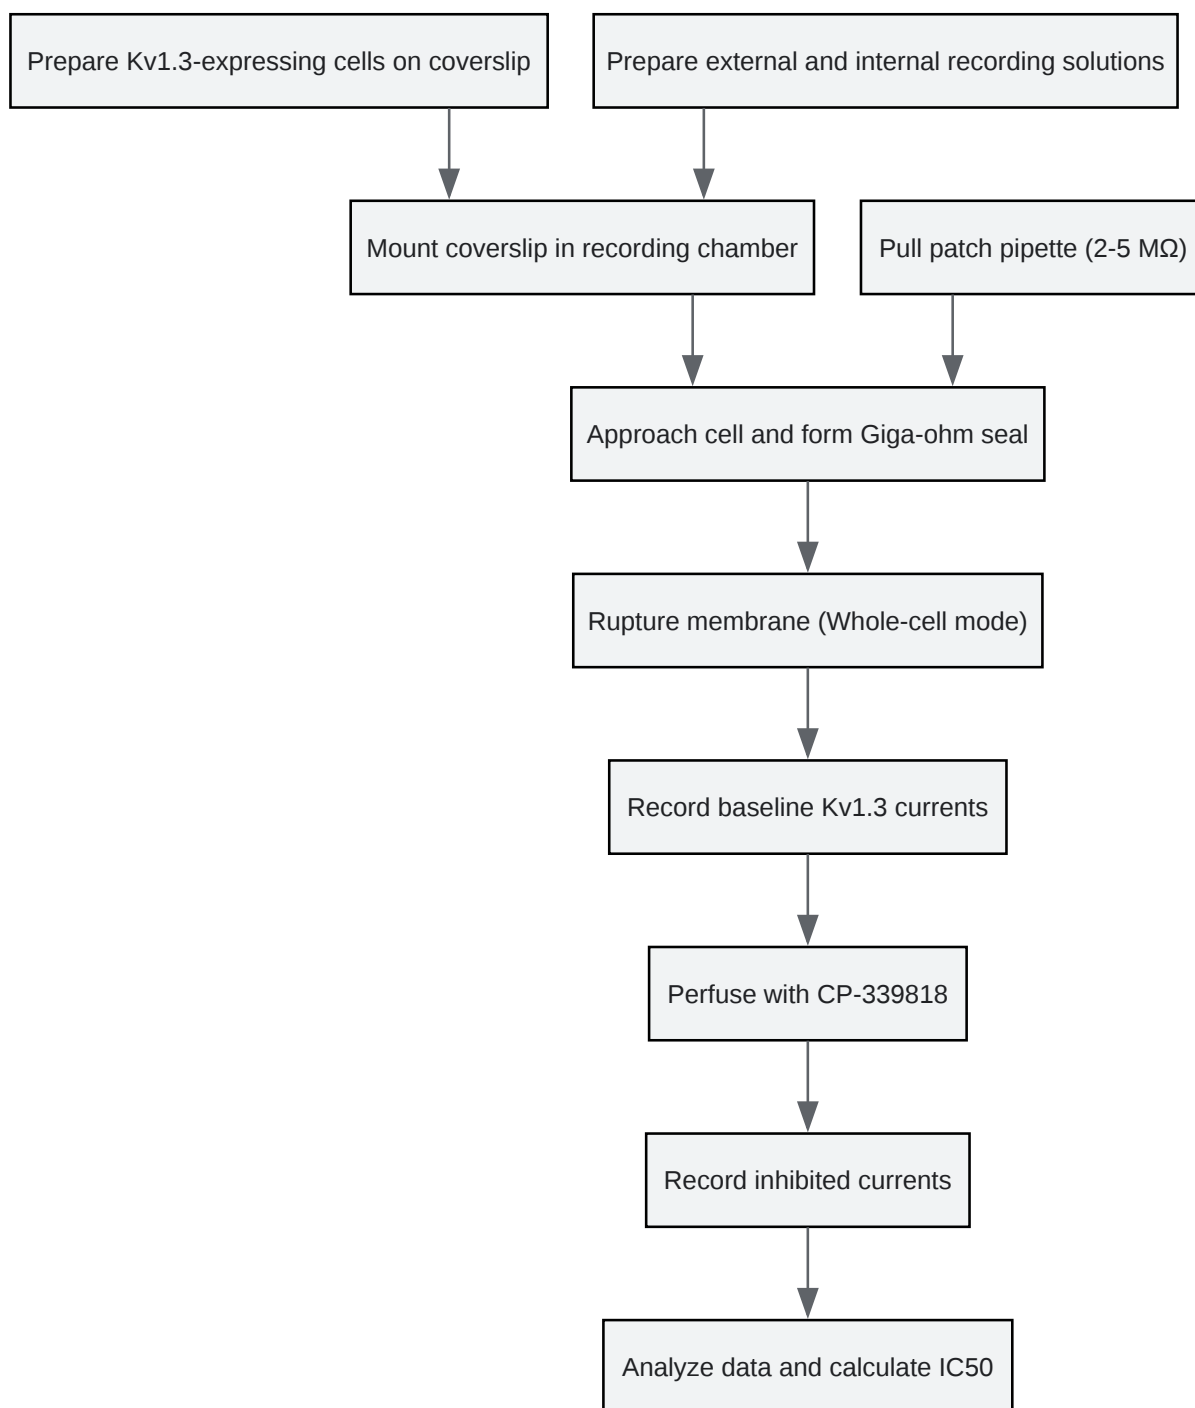 Prepare Kv1.3-expressing cells on coverslip
Prepare external and internal recording solutions
Mount coverslip in recording chamber
Pull patch pipette (2-5 MΩ)
Approach cell and form Giga-ohm seal
Rupture membrane (Whole-cell mode)
Record baseline Kv1.3 currents
Perfuse with CP-339818
Record inhibited currents
Analyze data and calculate IC50